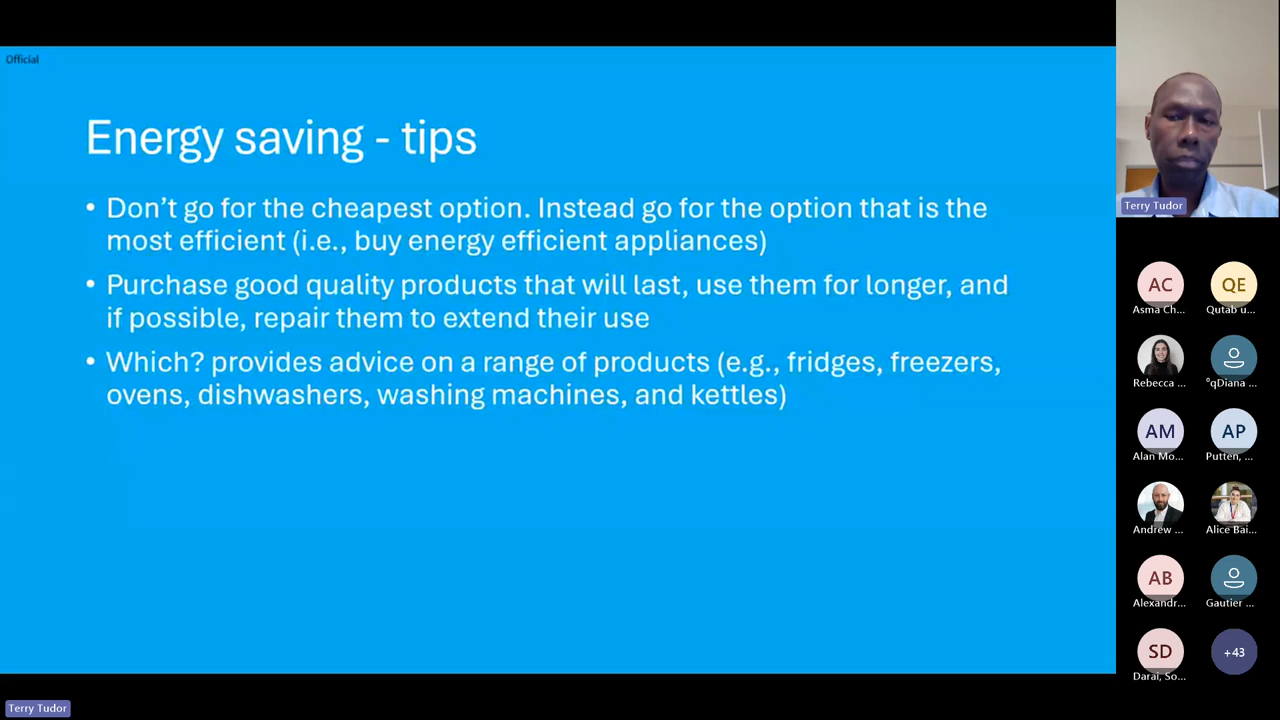 Official
Energy saving - tips
• Don't go for the cheapest option. Instead go for the option that is the
most efficient (i.e., buy energy efficient appliances)
• Purchase good quality products that will last, use them for longer, and
if possible, repair them to extend their use
• Which? provides advice on a range of products (e.g., fridges, freezers,
ovens, dishwashers, washing machines, and kettles)
Terry Tudor
AC
Asma Ch...
QE
Qutab u...
Rebecca ...
°qDiana ...
AM
Alan Mo...
AP
Putten, ...
Andrew ...
Alice Bai...
AB
Alexandr...
Gautier ...
SD
Darai, So...
+43
Terry Tudor